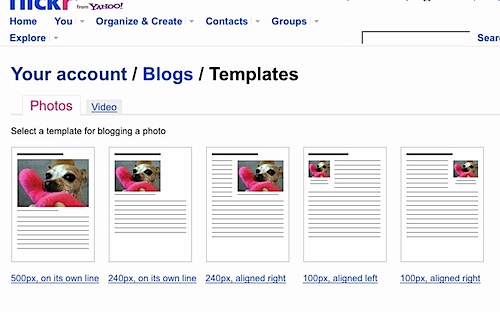 flickr from YAHOO!
Home You Organize & Create Contacts Groups
Explore Sear
Your account / Blogs / Templates
Photos Video
Select a template for blogging a photo
500px, on its own line 240px, on its own line 240px, aligned right 100px, aligned left 100px, aligned right